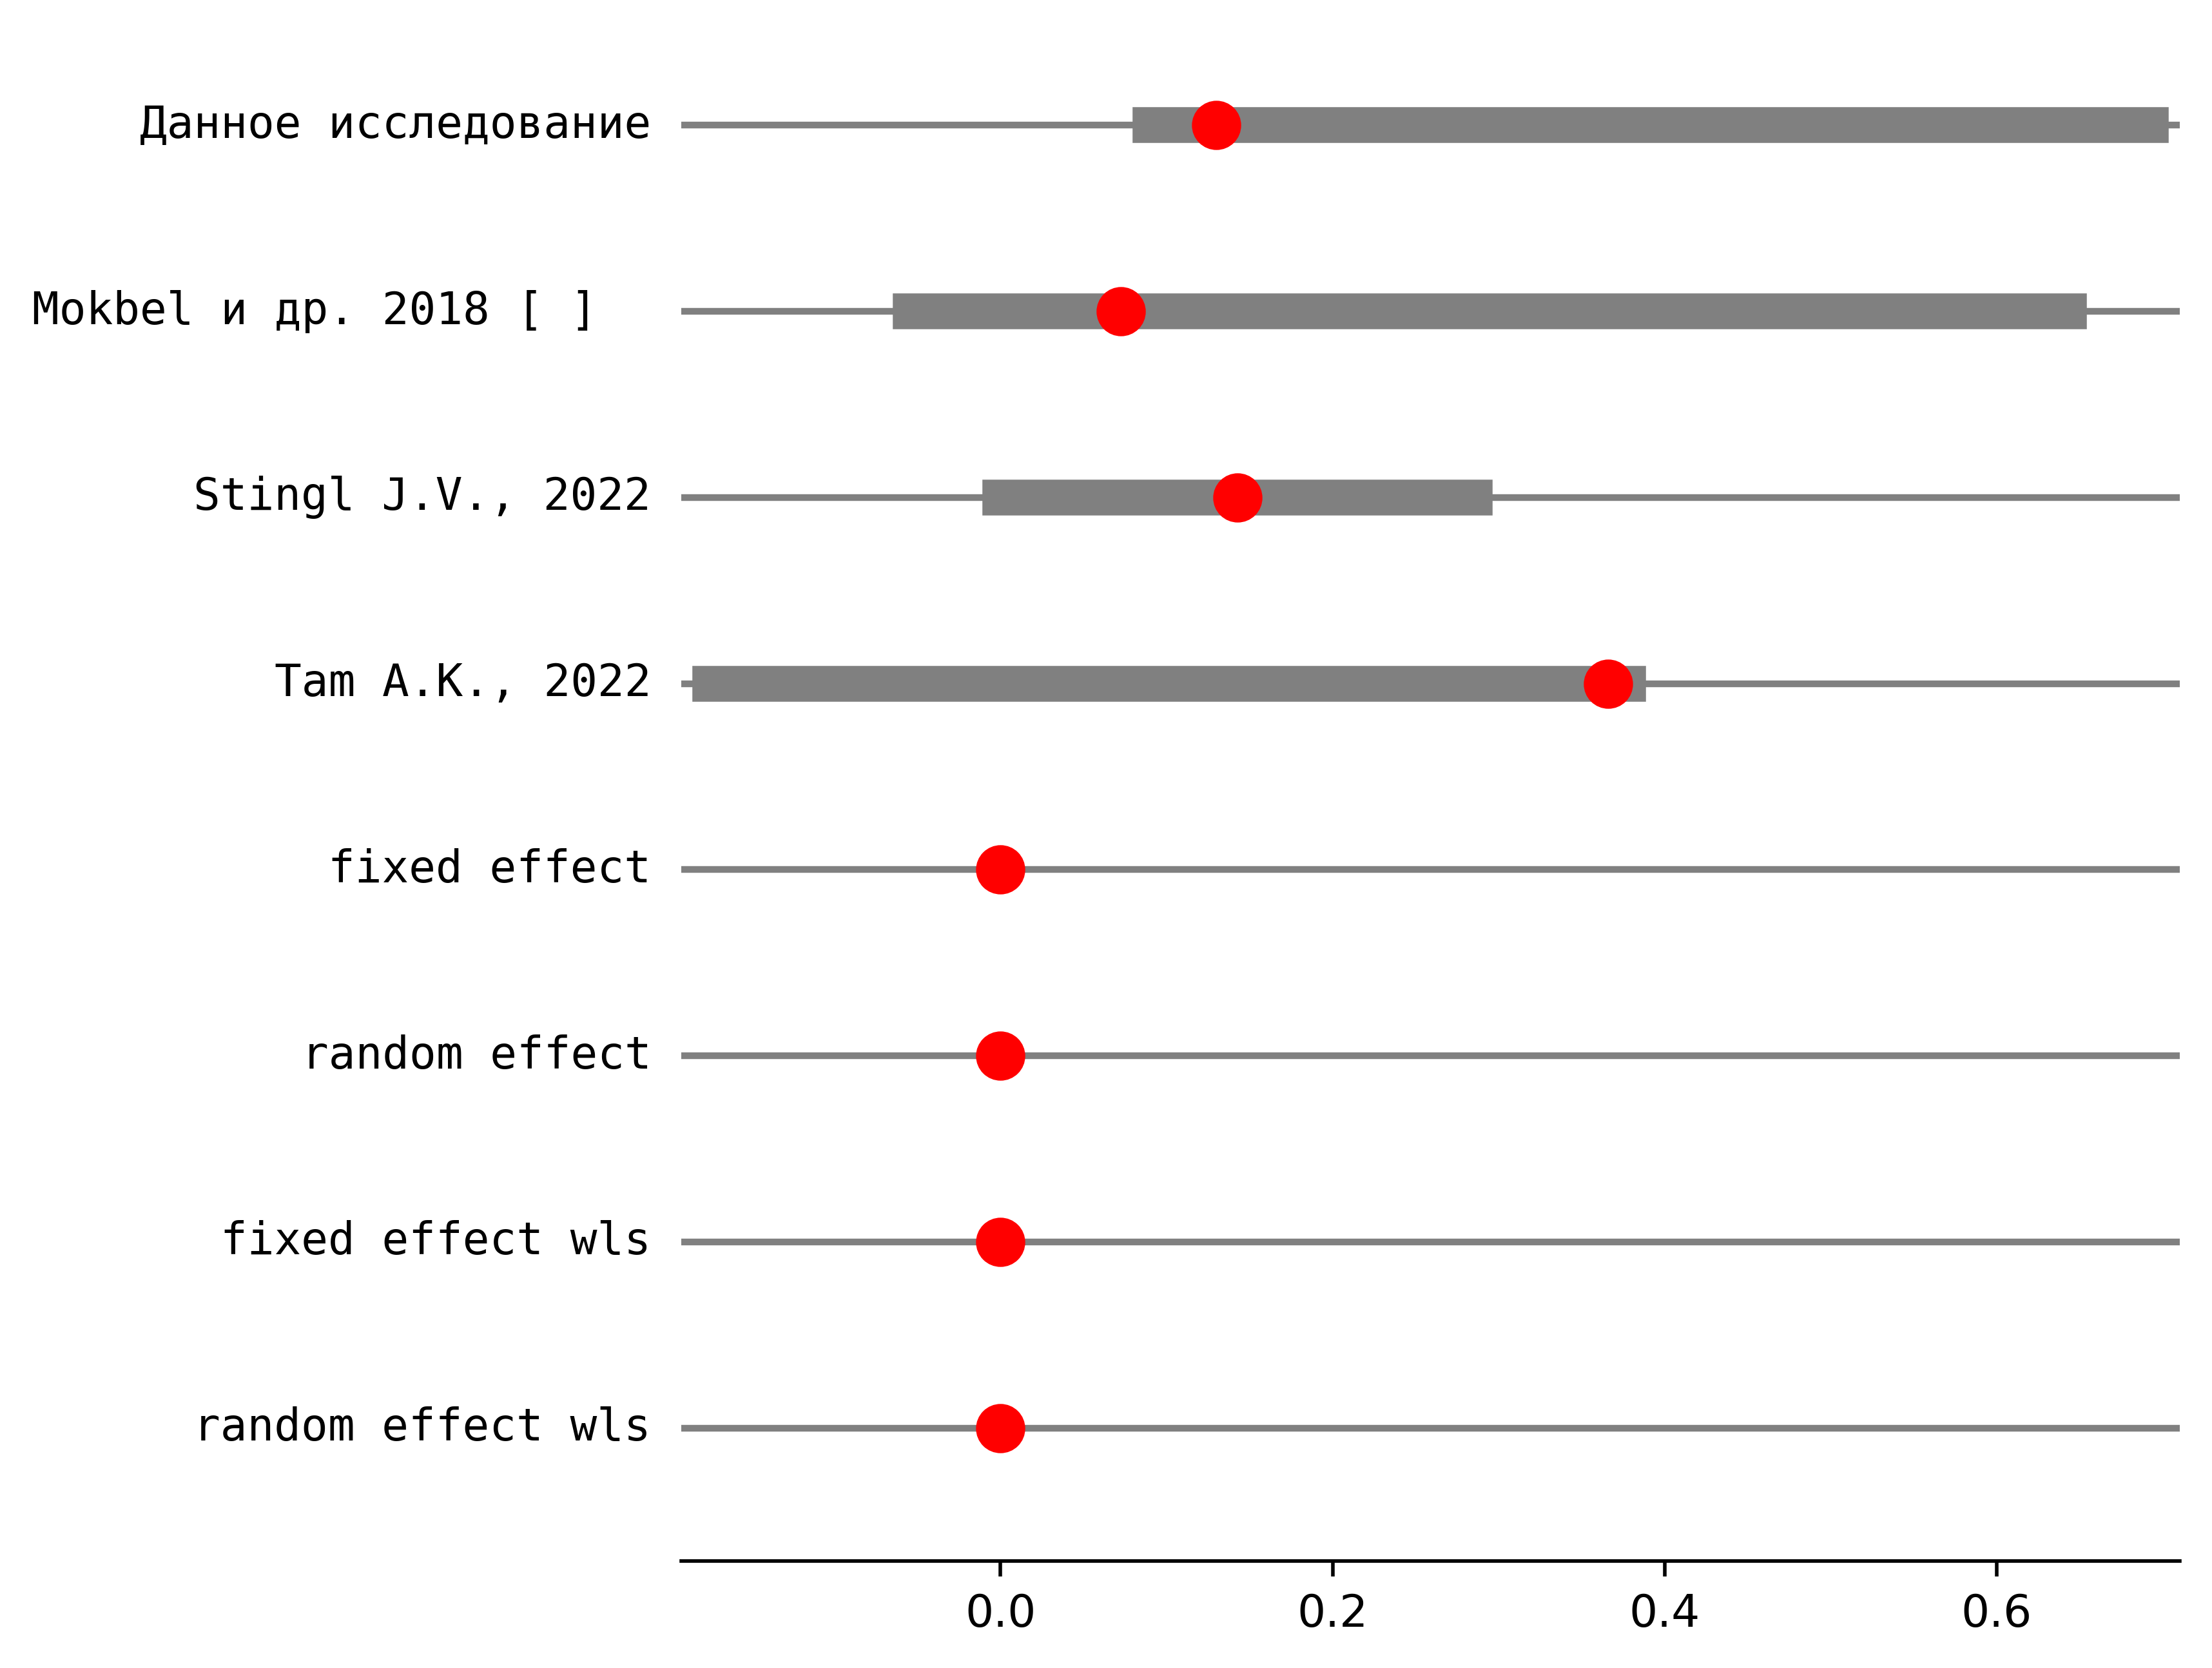 Данное исследование
Mokbel и др. 2018 [ ]
Stingl J.V., 2022
Tam A.K., 2022
fixed effect
random effect
fixed effect wls
random effect wls
0.0 0.2 0.4 0.6